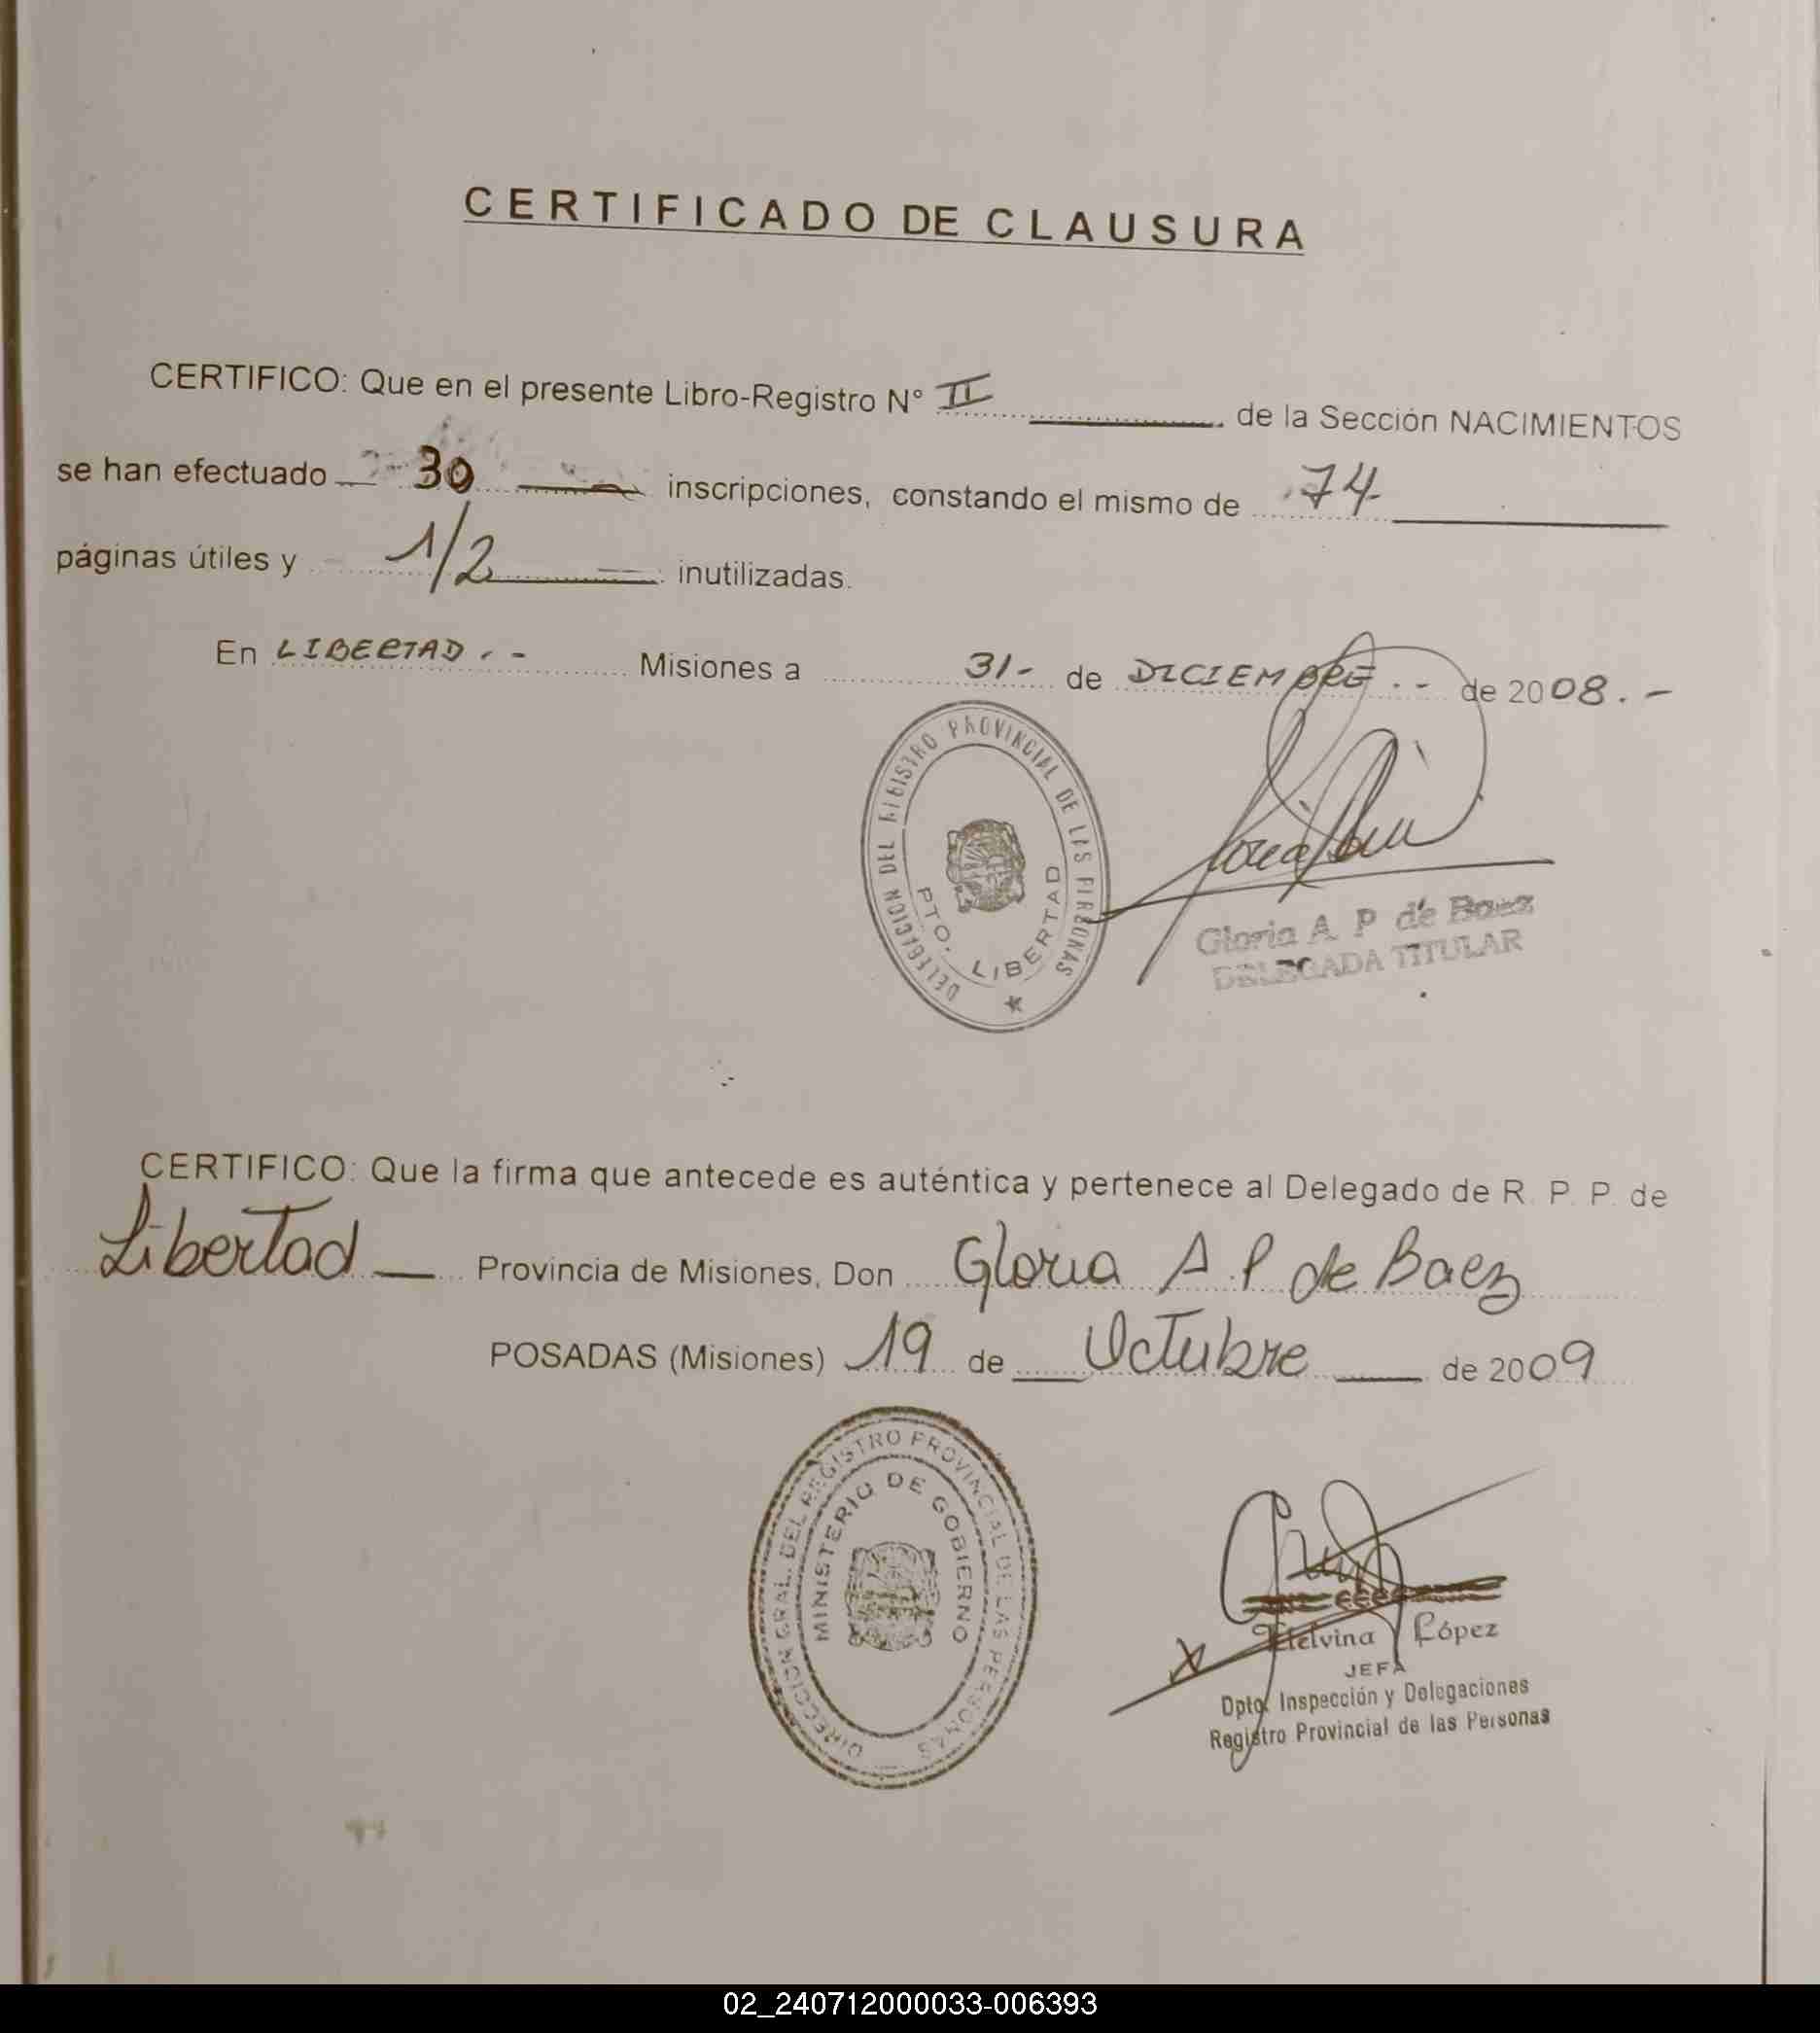 CERTIFICADO DE CLAUSURA
CERTIFICO: Que en el presente Libro-Registro N° II de la Sección NACIMIENTOS
se han efectuado 30 inscripciones, constando el mismo de 74
páginas útiles y 1/2 inutilizadas.
En LIBERTAD.- Misiones a 31- de DICIEMBRE.- de 2008.-
DELEGACION DEL REGISTRO PROVINCIAL DE LAS PERSONAS
PTO. LIBERTAD
Gloria A. P de Baez
DELEGADA TITULAR
CERTIFICO: Que la firma que antecede es auténtica y pertenece al Delegado de R. P. P. de
Libertad Provincia de Misiones, Don Gloria A.P de Baez
POSADAS (Misiones) 19 de Octubre de 2009
DIRECCION GRAL. DEL REGISTRO PROVINCIAL DE LAS PERSONAS
MINISTERIO DE GOBIERNO
Etelvina López
JEFA
Dpto. Inspección y Delegaciones
Registro Provincial de las Personas
02_240712000033-006393